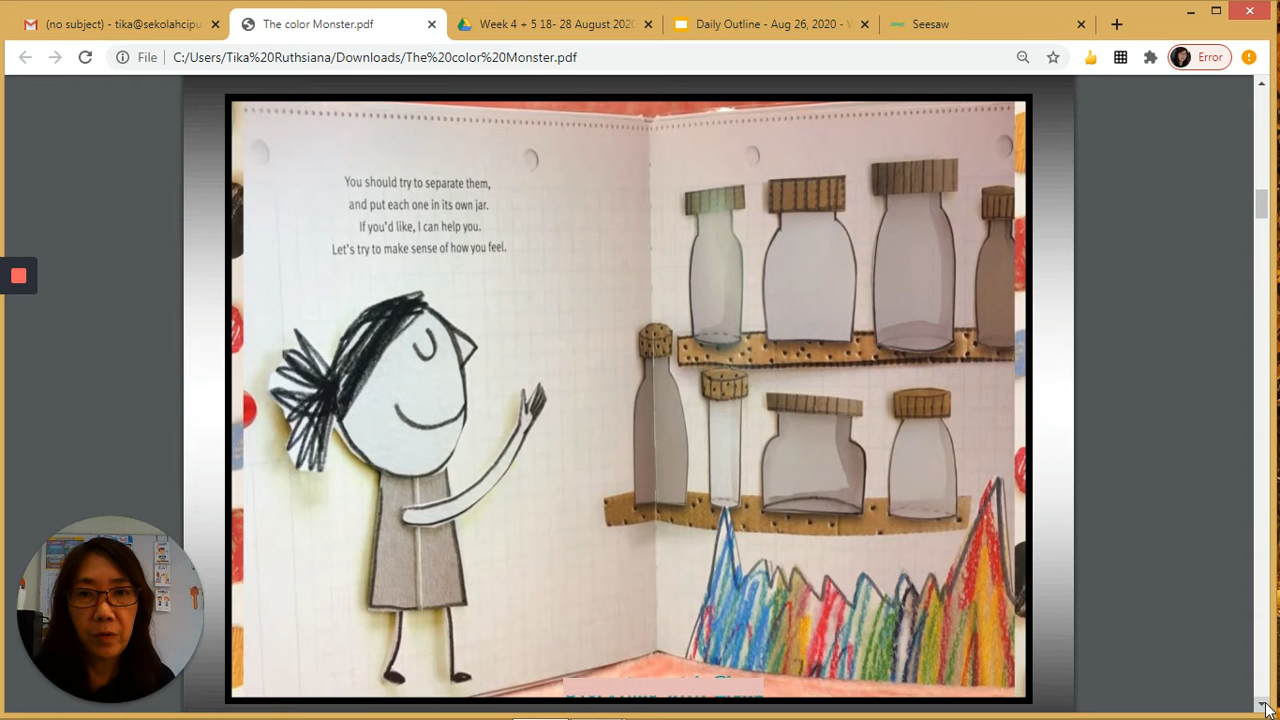 (no subject) - tika@sekolahcipu
The color Monster.pdf
Week 4 + 5 18- 28 August 2020
Daily Outline - Aug 26, 2020 - V
Seesaw
File
C:/Users/Tika%20Ruthsiana/Downloads/The%20color%20Monster.pdf
Error
You should try to separate them,
and put each one in its own jar.
If you'd like, I can help you.
Let's try to make sense of how you feel.